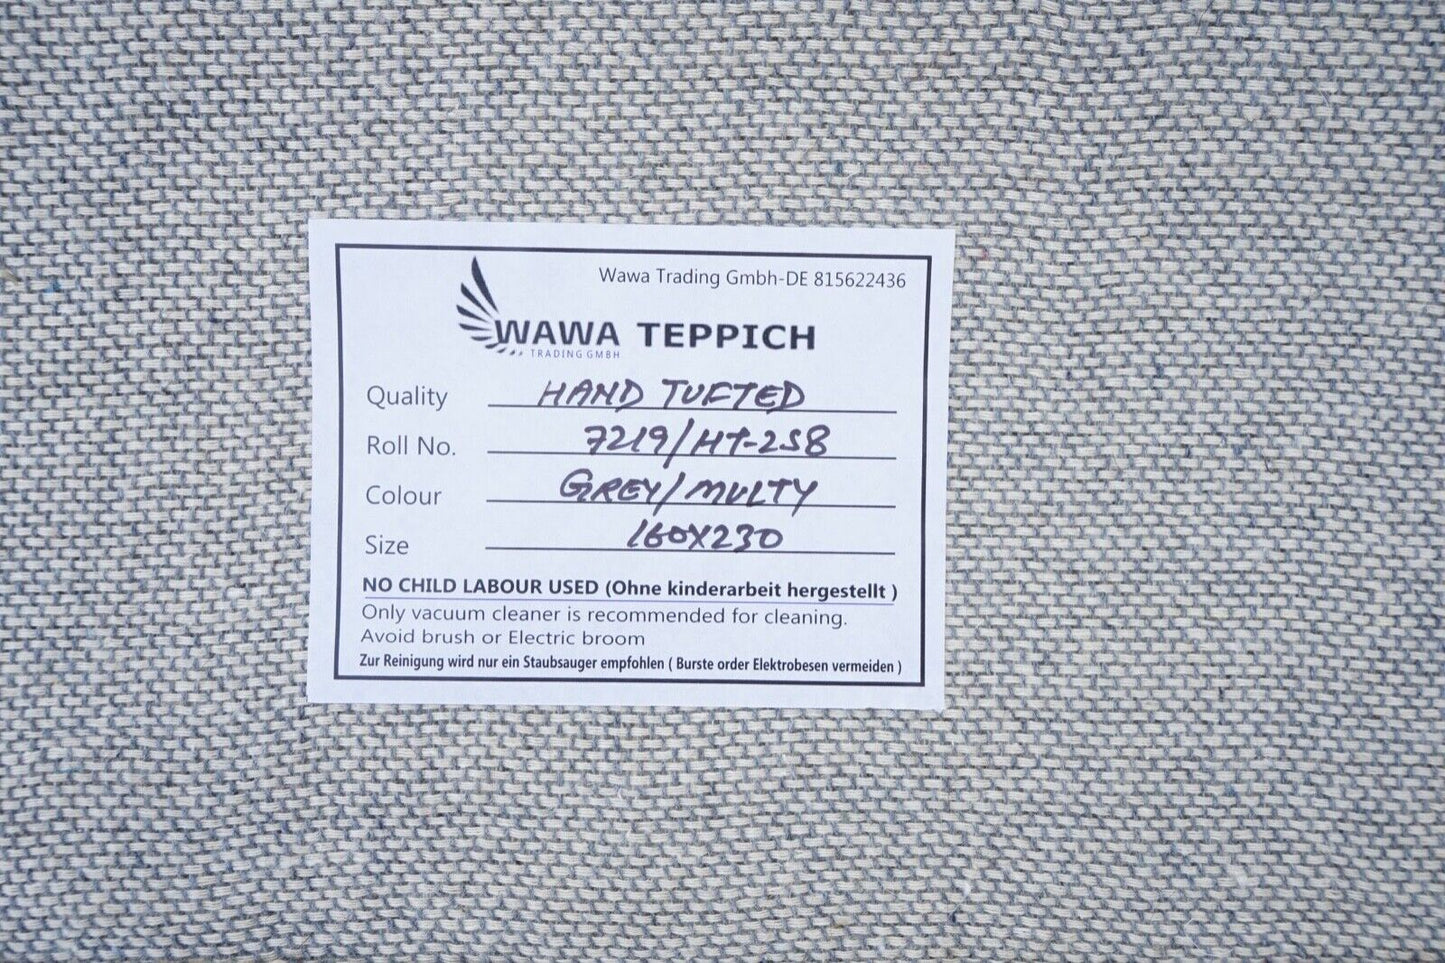 Wawa Trading Gmbh-DE 815622436
WAWA TEPPICH
TRADING GMBH
Quality HAND TUFTED
Roll No. 7219/HT-258
Colour GREY/MULTY
Size 160X230
NO CHILD LABOUR USED (Ohne kinderarbeit hergestellt )
Only vacuum cleaner is recommended for cleaning.
Avoid brush or Electric broom
Zur Reinigung wird nur ein Staubsauger empfohlen ( Burste order Elektrobesen vermeiden )